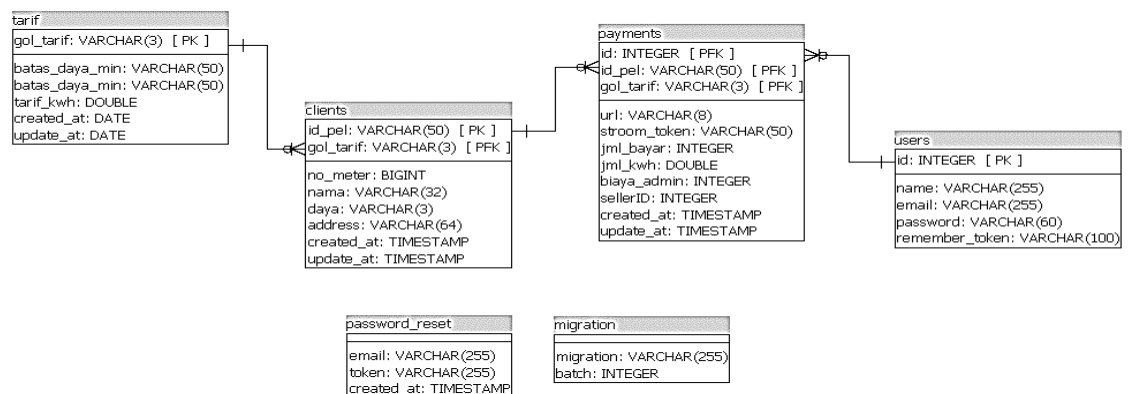 tarif
gol_tarif: VARCHAR(3) [ PK ]
batas_daya_min: VARCHAR(50)
batas_daya_min: VARCHAR(50)
tarif_kwh: DOUBLE
created_at: DATE
update_at: DATE
clients
id_pel: VARCHAR(50) [ PK ]
gol_tarif: VARCHAR(3) [ PFK ]
no_meter: BIGINT
nama: VARCHAR(32)
daya: VARCHAR(3)
address: VARCHAR(64)
created_at: TIMESTAMP
update_at: TIMESTAMP
payments
id: INTEGER [ PFK ]
id_pel: VARCHAR(50) [ PFK ]
gol_tarif: VARCHAR(3) [ PFK ]
url: VARCHAR(8)
stroom_token: VARCHAR(50)
jml_bayar: INTEGER
jml_kwh: DOUBLE
biaya_admin: INTEGER
sellerID: INTEGER
created_at: TIMESTAMP
update_at: TIMESTAMP
users
id: INTEGER [ PK ]
name: VARCHAR(255)
email: VARCHAR(255)
password: VARCHAR(60)
remember_token: VARCHAR(100)
password_reset
email: VARCHAR(255)
token: VARCHAR(255)
created_at: TIMESTAMP
migration
migration: VARCHAR(255)
batch: INTEGER